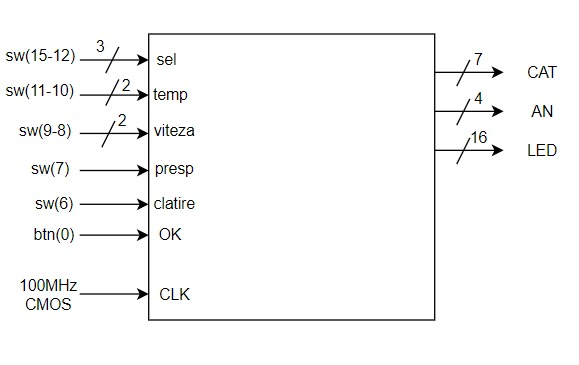 sw(15-12) 3 sel 7 CAT
sw(11-10) 2 temp 4 AN
sw(9-8) 2 viteza 16 LED
sw(7) presp
sw(6) clatire
btn(0) OK
100MHz
CMOS CLK